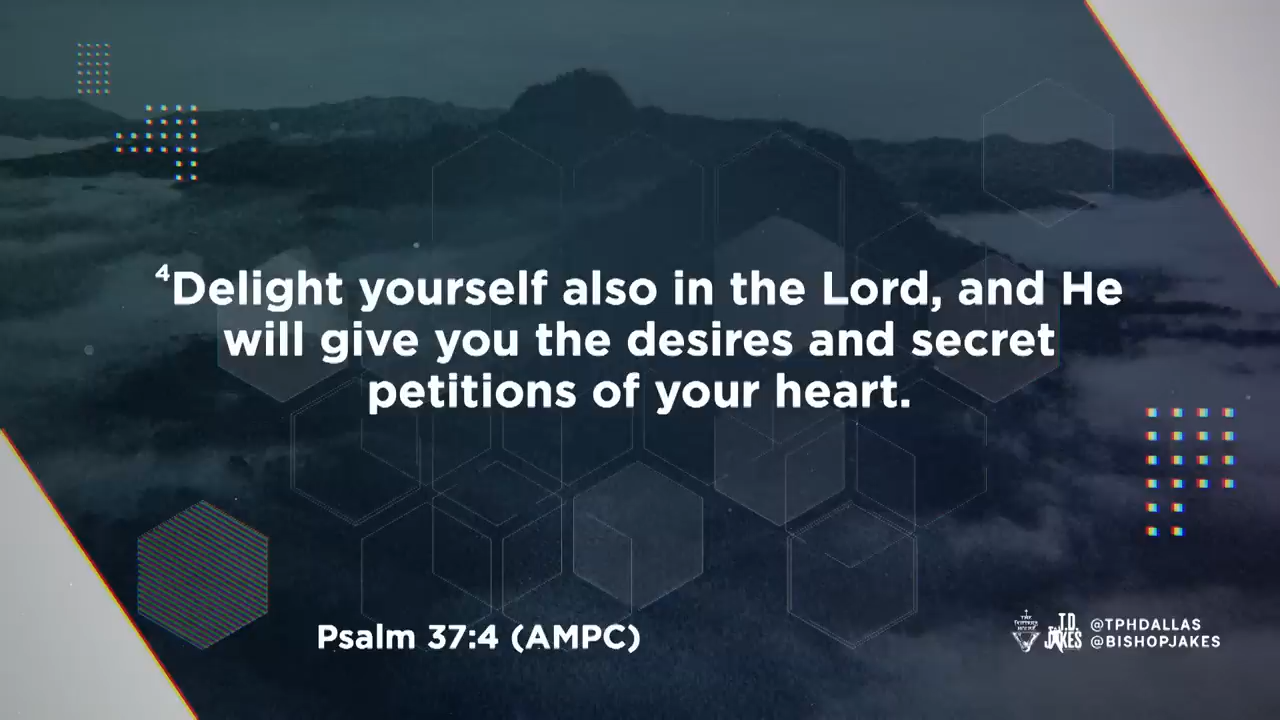 ⁴Delight yourself also in the Lord, and He
will give you the desires and secret
petitions of your heart.
Psalm 37:4 (AMPC)
T.D.
JAKES
@TPHDALLAS
@BISHOPJAKES